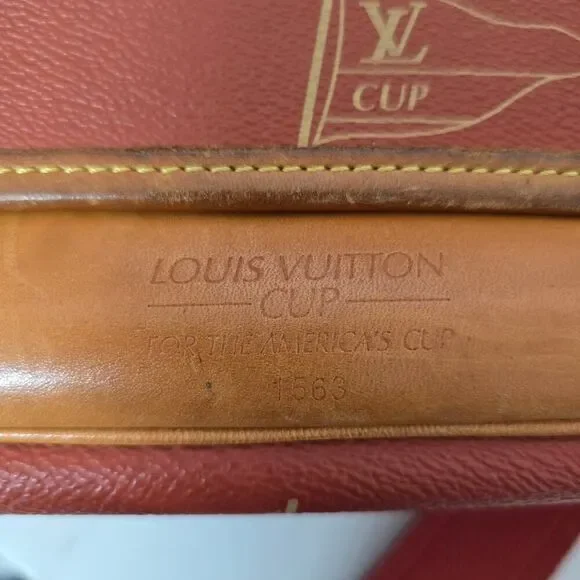 LV
CUP
LOUIS VUITTON
CUP
FOR THE AMERICA'S CUP
1563